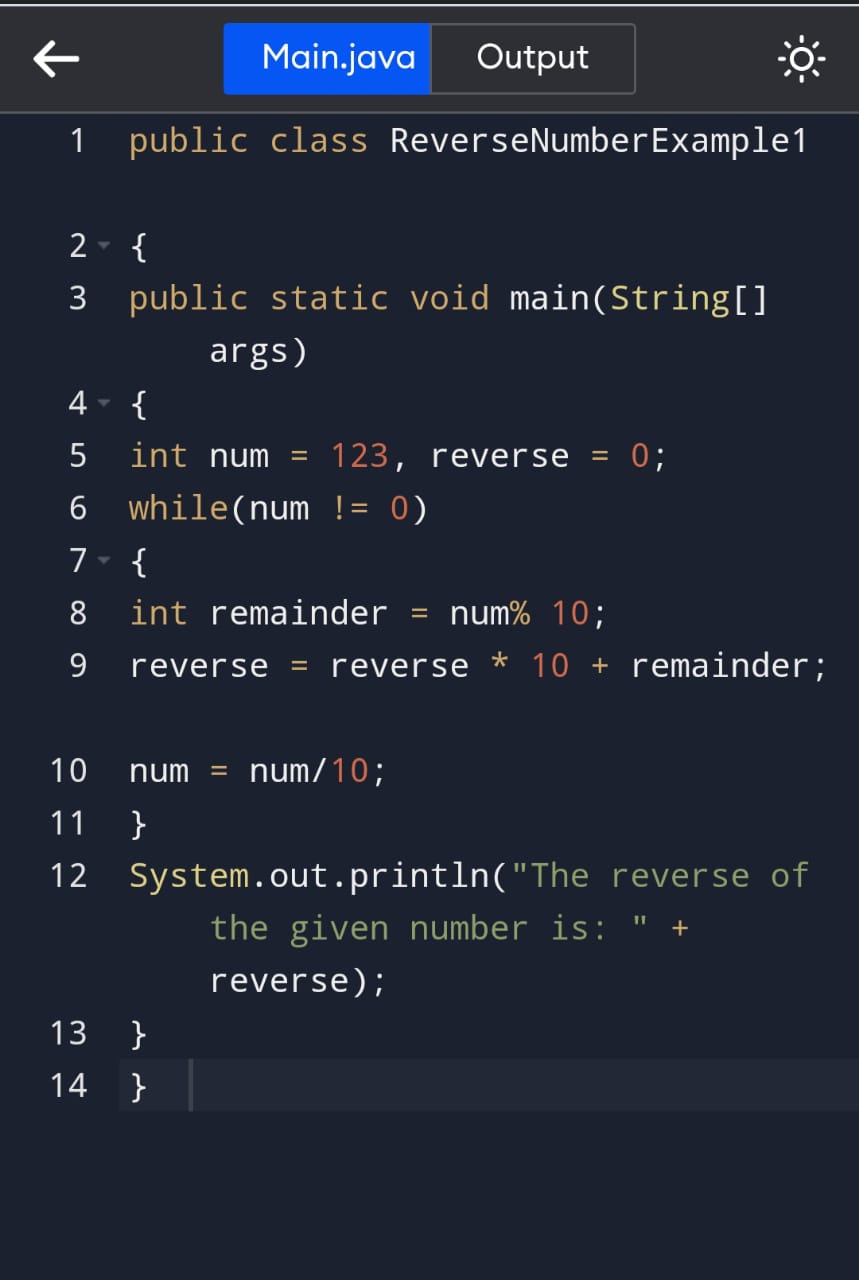 Main.java Output
1 public class ReverseNumberExample1
2 {
3 public static void main(String[]
args)
4 {
5 int num = 123, reverse = 0;
6 while(num != 0)
7 {
8 int remainder = num% 10;
9 reverse = reverse * 10 + remainder;
10 num = num/10;
11 }
12 System.out.println("The reverse of
the given number is: " +
reverse);
13 }
14 }